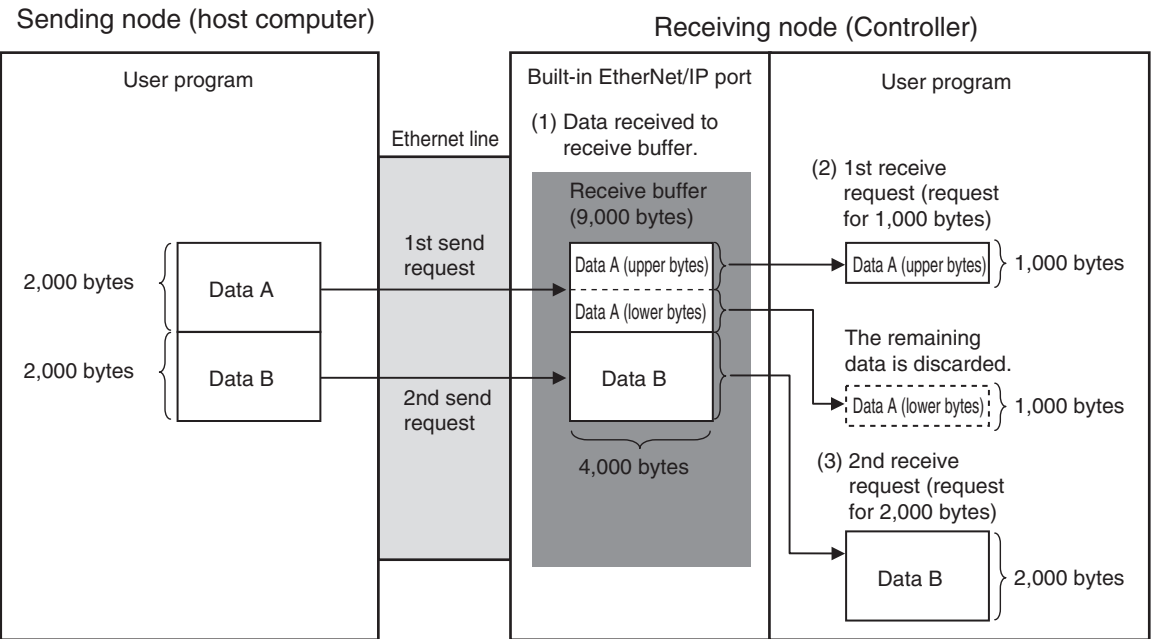 Sending node (host computer)
Receiving node (Controller)
User program
2,000 bytes
Data A
2,000 bytes
Data B
Ethernet line
1st send
request
2nd send
request
Built-in EtherNet/IP port
(1) Data received to
receive buffer.
Receive buffer
(9,000 bytes)
Data A (upper bytes)
Data A (lower bytes)
Data B
4,000 bytes
User program
(2) 1st receive
request (request
for 1,000 bytes)
Data A (upper bytes)
1,000 bytes
The remaining
data is discarded.
Data A (lower bytes)
1,000 bytes
(3) 2nd receive
request (request
for 2,000 bytes)
Data B
2,000 bytes